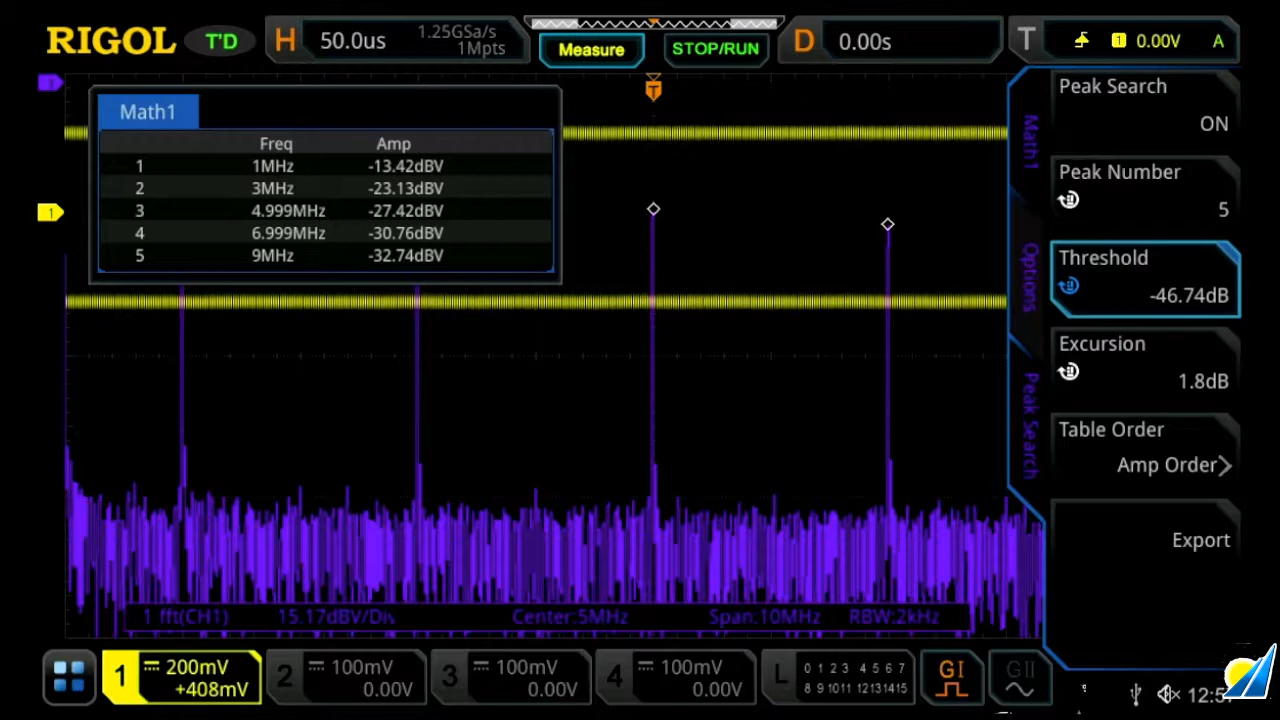 RIGOL T'D H 50.0us 1.25GSa/s 1Mpts Measure STOP/RUN D 0.00s T 1 0.00V A
T
1
Math1
Freq Amp
1 1MHz -13.42dBV
2 3MHz -23.13dBV
3 4.999MHz -27.42dBV
4 6.999MHz -30.76dBV
5 9MHz -32.74dBV
Math1
Options
Peak Search
Peak Search
ON
Peak Number
5
Threshold
-46.74dB
Excursion
1.8dB
Table Order
Amp Order
Export
1 fft(CH1) 15.17dBV/Div Center:5MHz Span:10MHz RBW:2kHz
1 200mV +408mV
2 100mV 0.00V
3 100mV 0.00V
4 100mV 0.00V
L 0 1 2 3 4 5 6 7
8 9 10 11 12 13 14 15
GI
GII